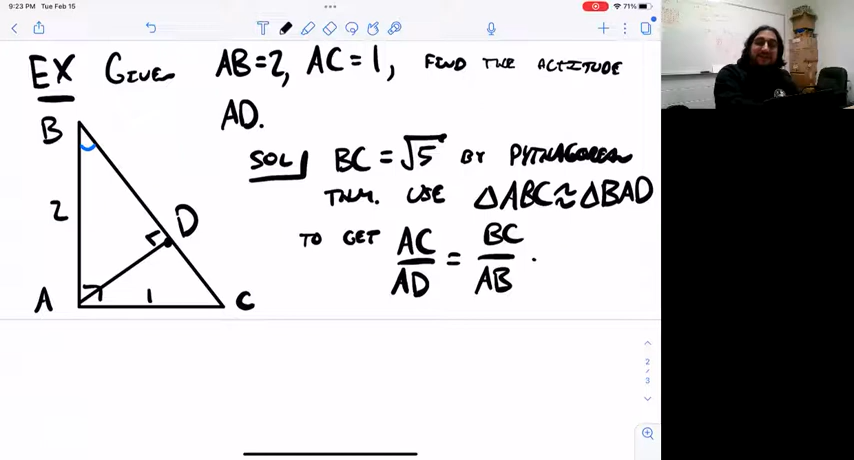 9:23 PM Tue Feb 15
71%
EX GIVEN AB=2, AC=1, FIND THE ALTITUDE
AD.
B
SOL BC = √5 BY PYTHAGOREAN
THM. USE △ABC ≈ △BAD
2
D
TO GET AC/AD = BC/AB .
A
1
C
2
/
3